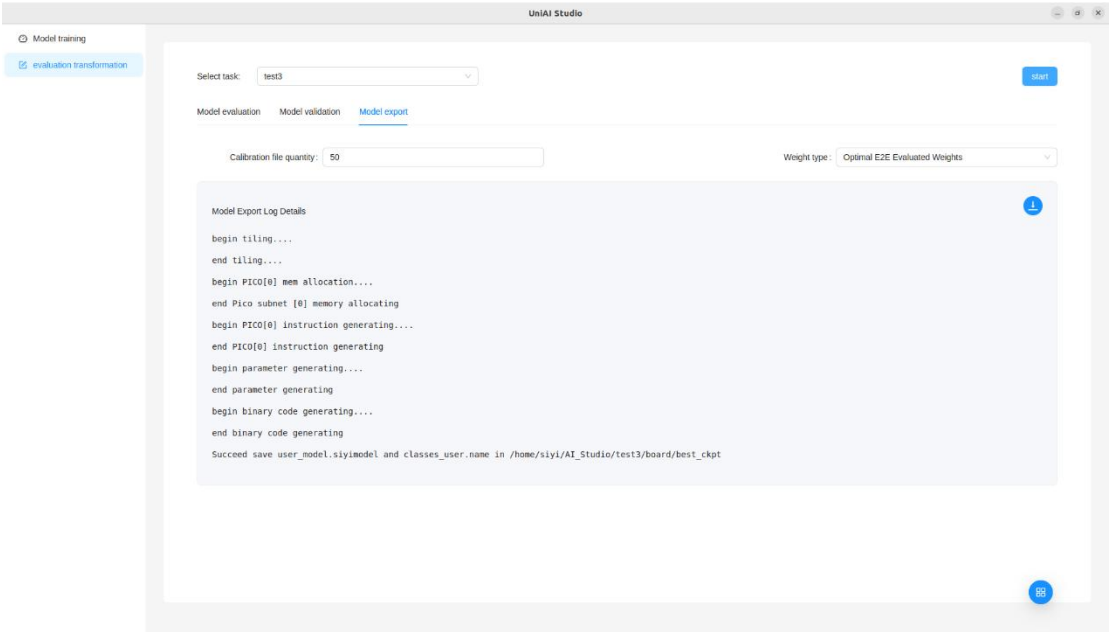 UniAI Studio
Model training
evaluation transformation
Select task: test3
start
Model evaluation Model validation Model export
Calibration file quantity: 50 Weight type: Optimal E2E Evaluated Weights
Model Export Log Details
begin tiling....
end tiling....
begin PICO[0] mem allocation....
end Pico subnet [0] memory allocating
begin PICO[0] instruction generating....
end PICO[0] instruction generating
begin parameter generating....
end parameter generating
begin binary code generating....
end binary code generating
Succeed save user_model.siyimodel and classes_user.name in /home/siyi/AI_Studio/test3/board/best_ckpt